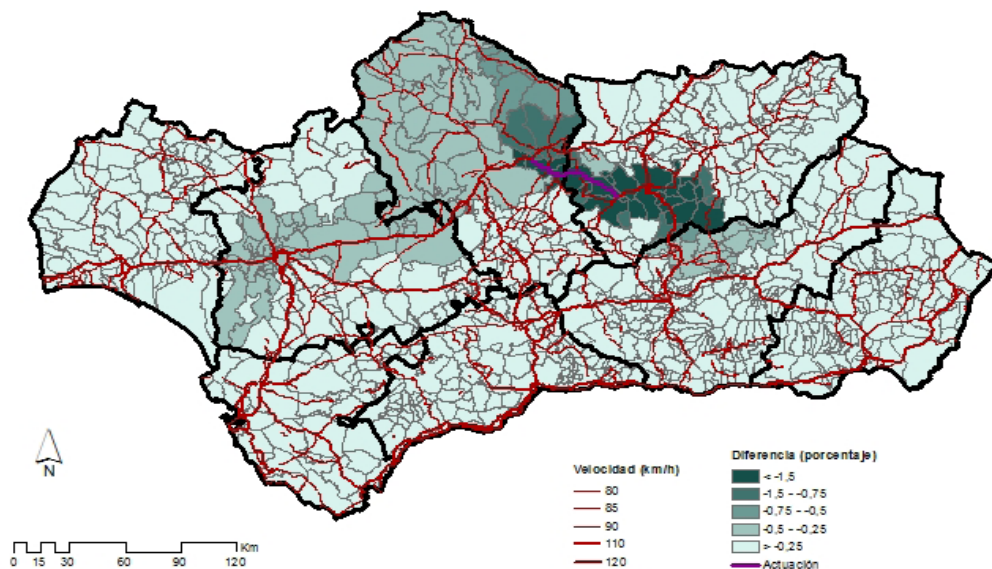 N
0 15 30 60 90 120
Km
Velocidad (km/h)
80
85
90
110
120
Diferencia (porcentaje)
< -1,5
-1,5 - -0,75
-0,75 - -0,5
-0,5 - -0,25
> -0,25
Actuación